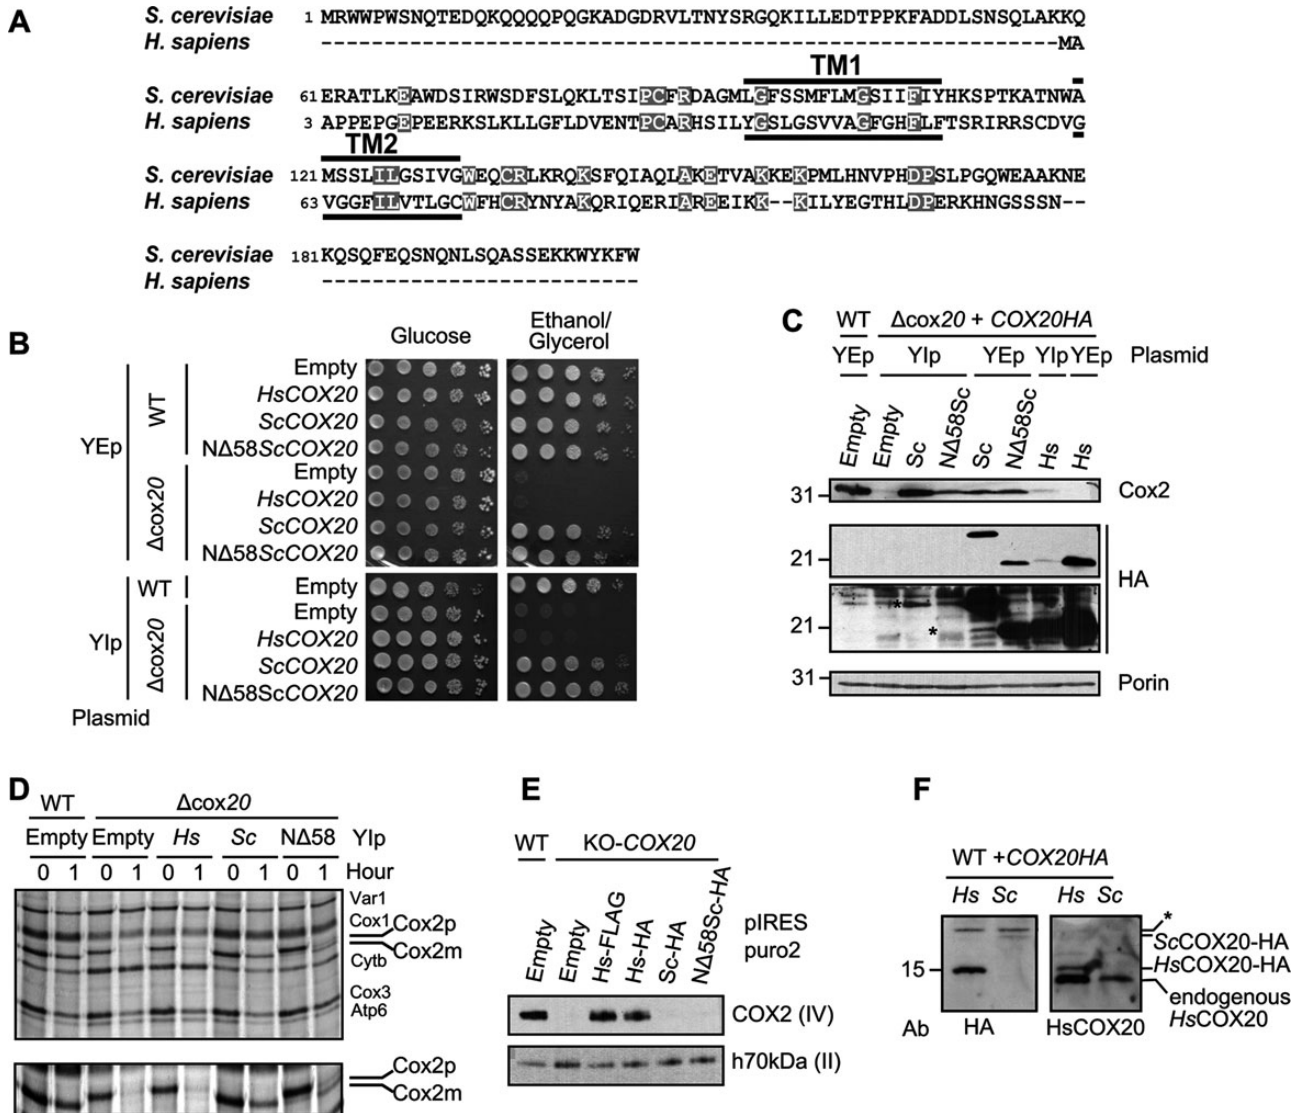 A
S. cerevisiae 1 MRWWPWSNQTEDQKQQQQPQGKADGDRVLTNYSRGQKILLEDTPPKFADDLSNSQLAKKQ
H. sapiens ----------------------------------------------------------MA
TM1
S. cerevisiae 61 ERATLKEAWDSIRWSDFSLQKLTSIPCFRDAGMLGFSSMFLMGSIIFIYHKSPTKATNWA
H. sapiens 3 APPEPGEPEERKSLKLLGFLDVENTPCARHSILYGSLGSVVAGFGHFLFTSRIRRSCDVG
TM2
S. cerevisiae 121 MSSLILGSIVGWEQCRLKRQKSFQIAQLAKETVAKKEKPMLHNVPHDPSLPGQWEAAKNE
H. sapiens 63 VGGFILVTLGCWFHCRYNYAKQRIQERIAREEIKK--KILYEGTHLDPERKHNGSSSN--
S. cerevisiae 181 KQSQFEQSNQNLSQASSEKKWYKFW
H. sapiens -------------------------
B
Glucose
Ethanol/
Glycerol
YEp
WT
Empty
HsCOX20
ScCOX20
NΔ58ScCOX20
Δcox20
Empty
HsCOX20
ScCOX20
NΔ58ScCOX20
YIp
WT
Empty
Δcox20
Empty
HsCOX20
ScCOX20
NΔ58ScCOX20
Plasmid
C
WT Δcox20 + COX20HA
YEp YIp YEp YIp YEp Plasmid
Empty Empty Sc NΔ58Sc Sc NΔ58Sc Hs Hs
31 Cox2
21
HA
* *
21
31 Porin
D
WT Δcox20
Empty Empty Hs Sc NΔ58 YIp
0 1 0 1 0 1 0 1 0 1 Hour
Var1
Cox1 Cox2p
Cox2m
Cytb
Cox3
Atp6
Cox2p
Cox2m
E
WT KO-COX20
Empty Empty Hs-FLAG Hs-HA Sc-HA NΔ58Sc-HA
pIRES
puro2
COX2 (IV)
h70kDa (II)
F
WT +COX20HA
Hs Sc Hs Sc
*
ScCOX20-HA
15 HsCOX20-HA
endogenous
HsCOX20
Ab HA HsCOX20